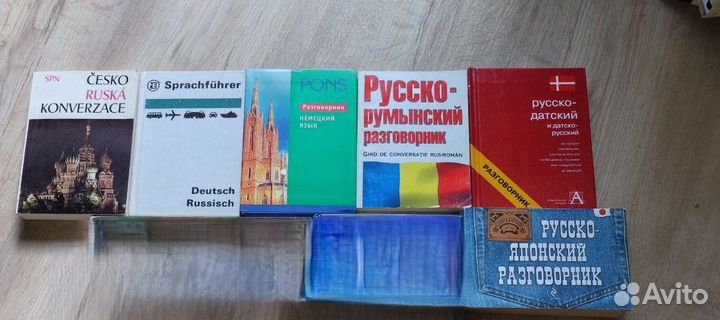 SPN
ČESKO
RUSKÁ
KONVERZACE
Sprachführer
Deutsch
Russisch
PONS
Разговорник
НЕМЕЦКИЙ
ЯЗЫК
Русско-
румынский
разговорник
GHID DE CONVERSAŢIE RUS-ROMÂN
русско-
датский
и датско-
русский
РАЗГОВОРНИК
РУССКО-
ЯПОНСКИЙ
РАЗГОВОРНИК
Avito